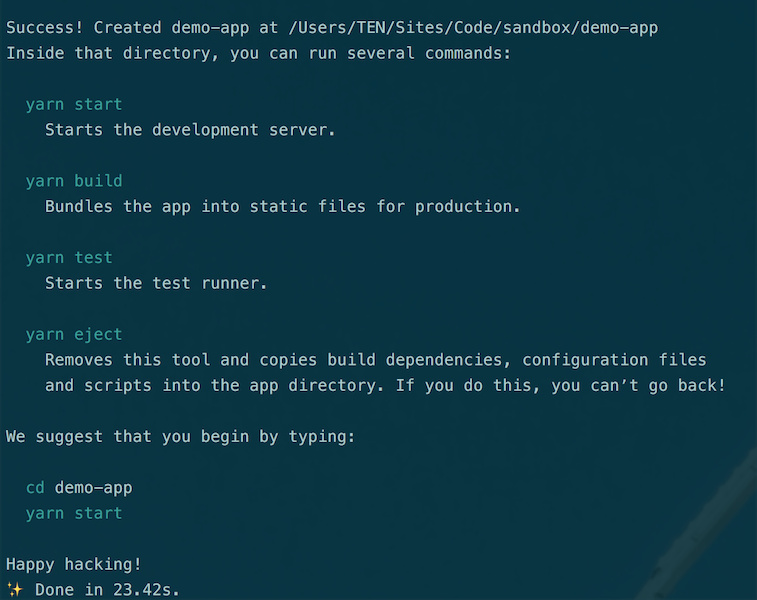 Success! Created demo-app at /Users/TEN/Sites/Code/sandbox/demo-app
Inside that directory, you can run several commands:
yarn start
Starts the development server.
yarn build
Bundles the app into static files for production.
yarn test
Starts the test runner.
yarn eject
Removes this tool and copies build dependencies, configuration files
and scripts into the app directory. If you do this, you can’t go back!
We suggest that you begin by typing:
cd demo-app
yarn start
Happy hacking!
✨ Done in 23.42s.